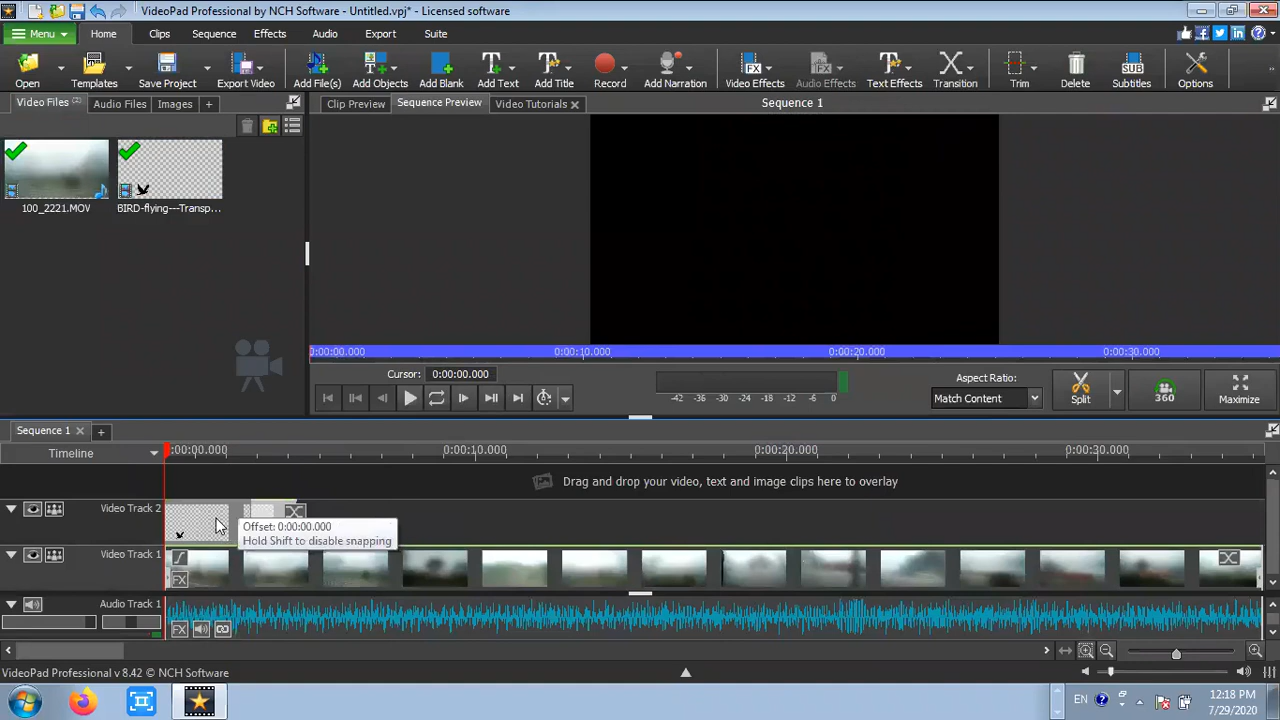 VideoPad Professional by NCH Software - Untitled.vpj* - Licensed software
Menu Home Clips Sequence Effects Audio Export Suite
Open Templates Save Project Export Video Add File(s) Add Objects Add Blank Add Text Add Title Record Add Narration Video Effects Audio Effects Text Effects Transition Trim Delete Subtitles Options
Video Files Audio Files Images + Clip Preview Sequence Preview Video Tutorials Sequence 1
100_2221.MOV BIRD-flying---Transp...
0:00:00.000 0:00:10.000 0:00:20.000 0:00:30.000
Cursor: 0:00:00.000
-42 -36 -30 -24 -18 -12 -6 0
Aspect Ratio:
Match Content
Split 360 Maximize
Sequence 1 +
Timeline :00:00.000 0:00:10.000 0:00:20.000 0:00:30.000
Drag and drop your video, text and image clips here to overlay
Video Track 2
Offset: 0:00:00.000
Hold Shift to disable snapping
Video Track 1
FX
Audio Track 1
FX
VideoPad Professional v 8.42 © NCH Software
EN 12:18 PM
7/29/2020